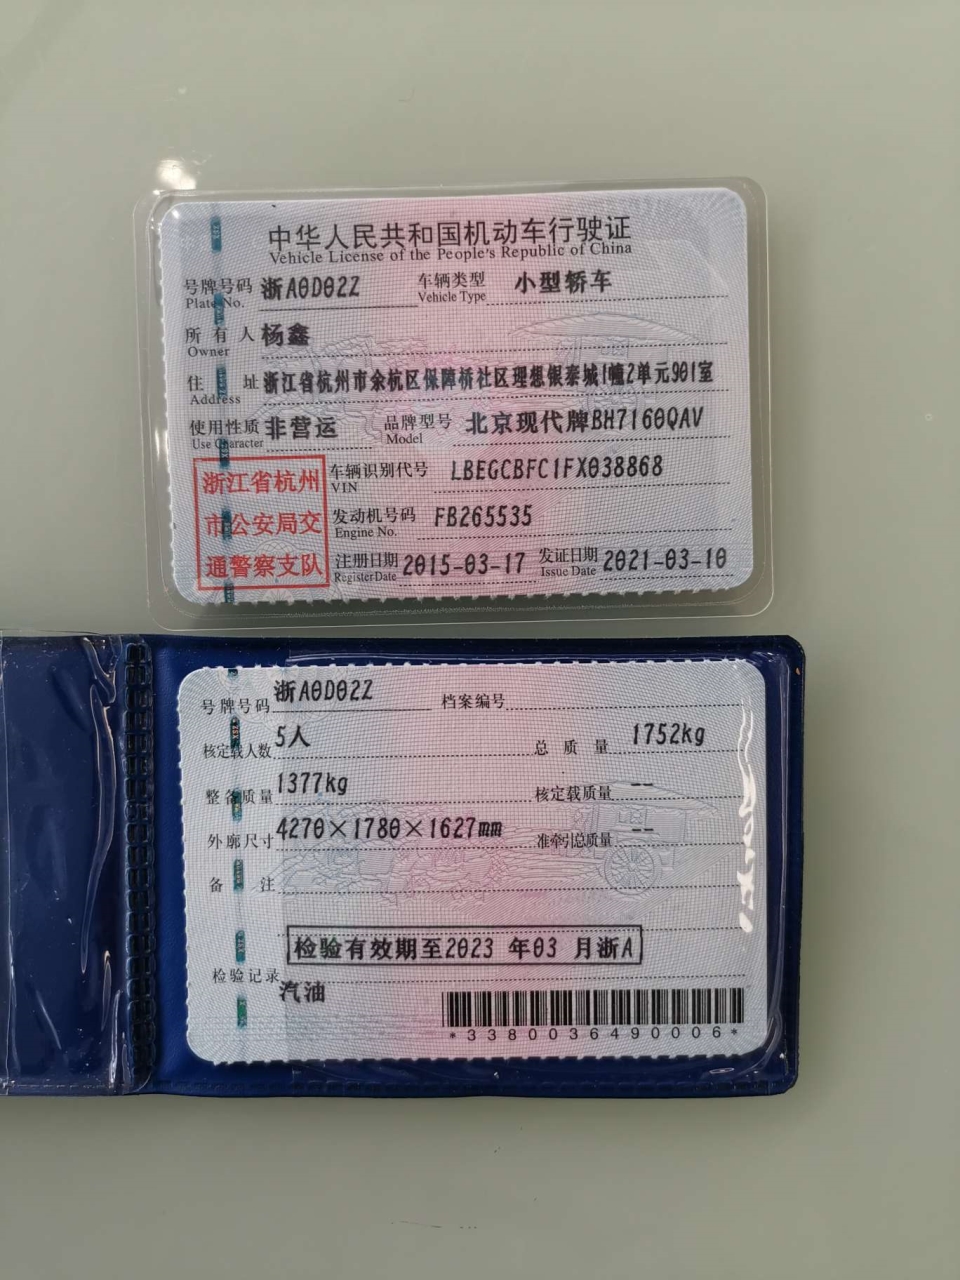 中华人民共和国机动车行驶证
Vehicle License of the People's Republic of China
号牌号码 浙A0D02Z 车辆类型 小型轿车
Plate No. Vehicle Type
所有人 杨鑫
Owner
住址 浙江省杭州市余杭区保障桥社区理想银泰城1幢2单元901室
Address
使用性质 非营运 品牌型号 北京现代牌BH7160QAV
Use Character Model
浙江省杭州
市公安局交
通警察支队
车辆识别代号 LBEGCBFC1FX038868
VIN
发动机号码 FB265535
Engine No.
注册日期 2015-03-17 发证日期 2021-03-10
Register Date Issue Date
号牌号码 浙A0D02Z 档案编号
核定载人数 5人 总质量 1752kg
整备质量 1377kg 核定载质量 --
外廓尺寸 4270×1780×1627mm 准牵引总质量 --
备注
检验有效期至2023 年03 月浙A
检验记录
汽油
*3380036490006*